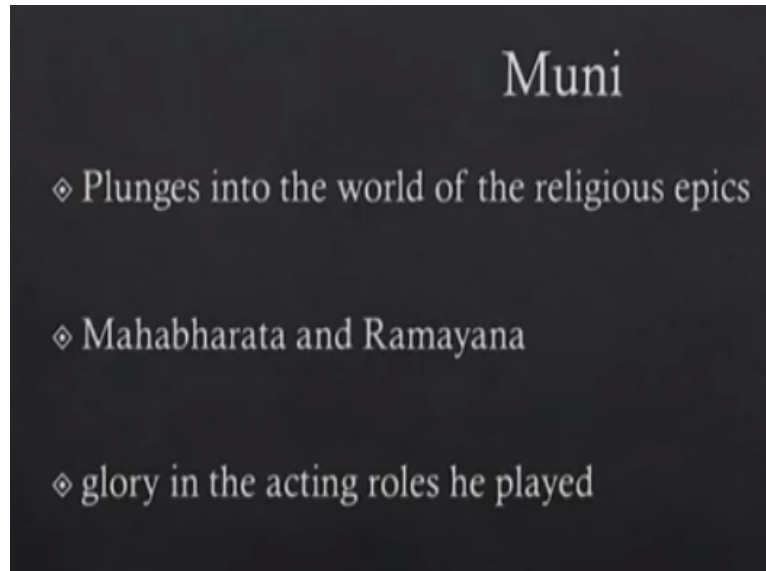 Muni
Plunges into the world of the religious epics
Mahabharata and Ramayana
glory in the acting roles he played